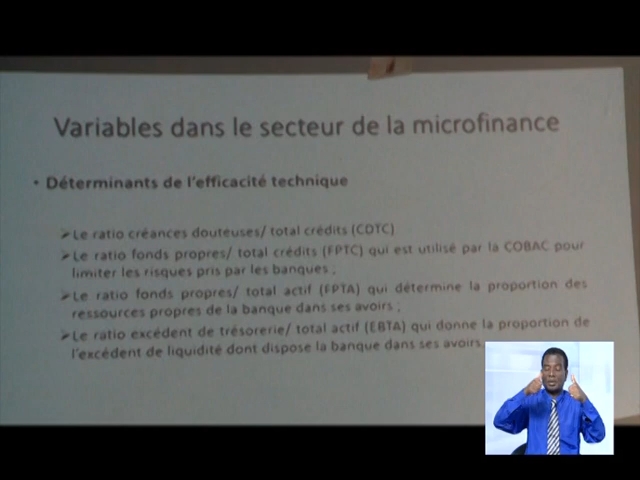 Variables dans le secteur de la microfinance
• Déterminants de l'efficacité technique
➢Le ratio créances douteuses/ total crédits (CDTC)
➢Le ratio fonds propres/ total crédits (FPTC) qui est utilisé par la COBAC pour
limiter les risques pris par les banques ;
➢Le ratio fonds propres/ total actif (FPTA) qui détermine la proportion des
ressources propres de la banque dans ses avoirs ;
➢Le ratio excédent de trésorerie/ total actif (EBTA) qui donne la proportion de
l'excédent de liquidité dont dispose la banque dans ses avoirs